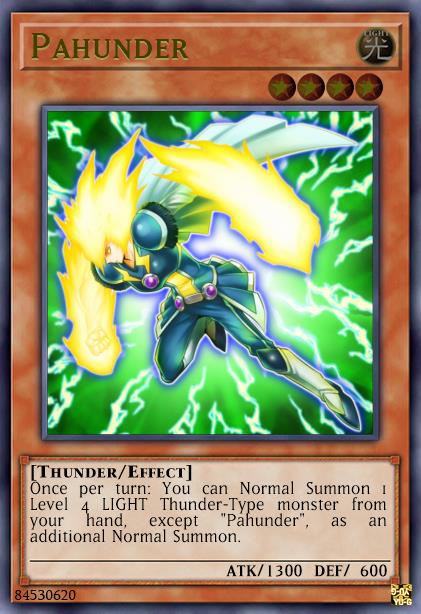 PAHUNDER
LIGHT
光
[THUNDER/EFFECT]
Once per turn: You can Normal Summon 1
Level 4 LIGHT Thunder-Type monster from
your hand, except "Pahunder", as an
additional Normal Summon.
ATK/1300 DEF/ 600
84530620